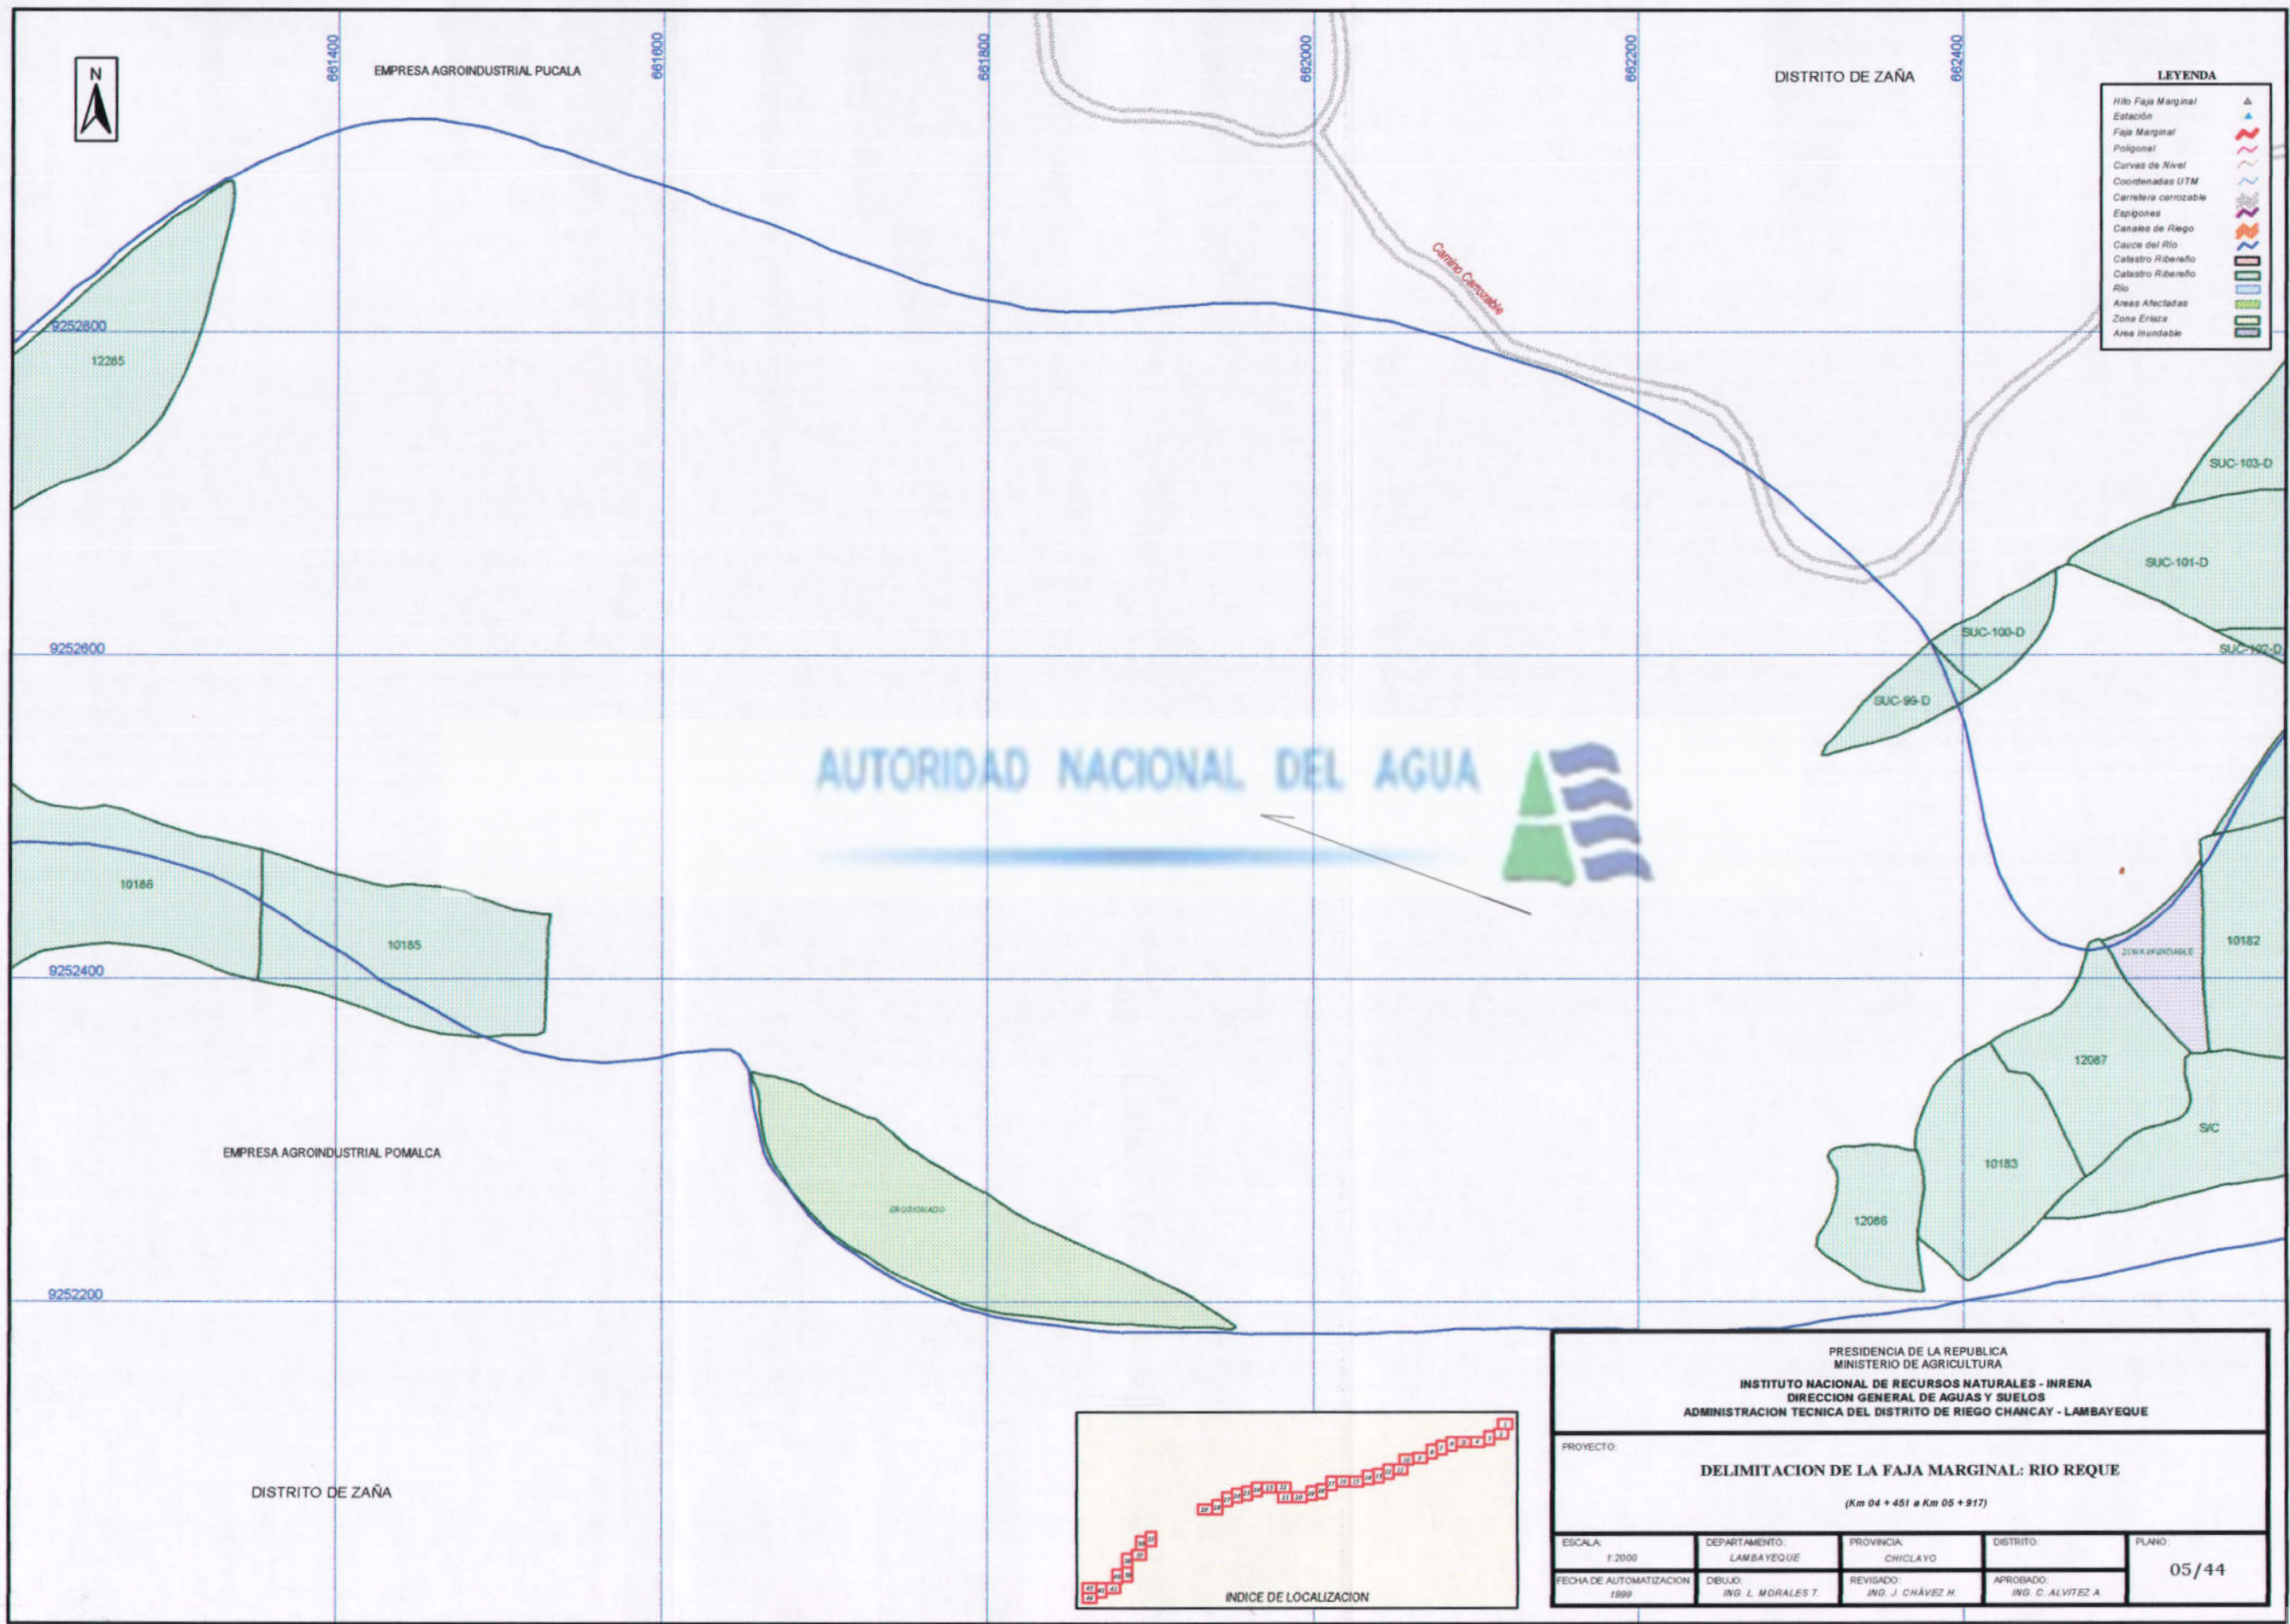 N
661400
661600
661800
662000
662200
662400
EMPRESA AGROINDUSTRIAL PUCALA
DISTRITO DE ZAÑA
LEYENDA
Hito Faja Marginal
Estación
Faja Marginal
Poligonal
Curvas de Nivel
Coordenadas UTM
Carretera carrozable
Espigones
Canales de Riego
Cauce del Río
Catastro Ribereño
Catastro Ribereño
Río
Areas Afectadas
Zona Eriaza
Area Inundable
Camino Carrozable
9252800
12265
SUC-103-D
SUC-101-D
SUC-100-D
SUC-102-D
9252600
SUC-99-D
AUTORIDAD NACIONAL DEL AGUA
10186
10185
10182
ZONA INUNDABLE
9252400
12087
S/C
EMPRESA AGROINDUSTRIAL POMALCA
10183
EROSIONADO
12086
9252200
DISTRITO DE ZAÑA
INDICE DE LOCALIZACION
PRESIDENCIA DE LA REPUBLICA
MINISTERIO DE AGRICULTURA
INSTITUTO NACIONAL DE RECURSOS NATURALES - INRENA
DIRECCION GENERAL DE AGUAS Y SUELOS
ADMINISTRACION TECNICA DEL DISTRITO DE RIEGO CHANCAY - LAMBAYEQUE
PROYECTO:
DELIMITACION DE LA FAJA MARGINAL: RIO REQUE
(Km 04 + 451 a Km 05 + 917)
ESCALA:
1:2000
DEPARTAMENTO:
LAMBAYEQUE
PROVINCIA:
CHICLAYO
DISTRITO:
PLANO:
05/44
FECHA DE AUTOMATIZACION
1999
DIBUJO:
ING. L. MORALES T.
REVISADO:
ING. J. CHÁVEZ H.
APROBADO:
ING. C. ALVITEZ A.